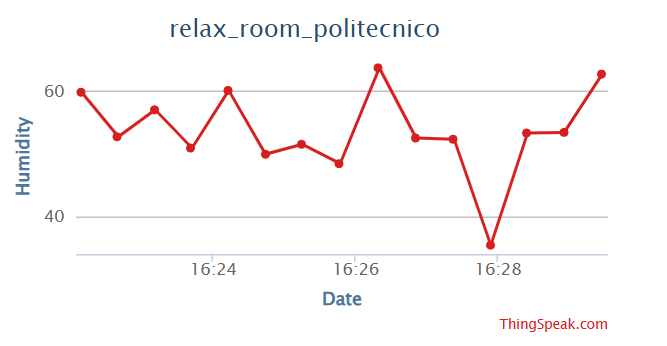 relax_room_politecnico
60
40
Humidity
16:24
16:26
16:28
Date
ThingSpeak.com